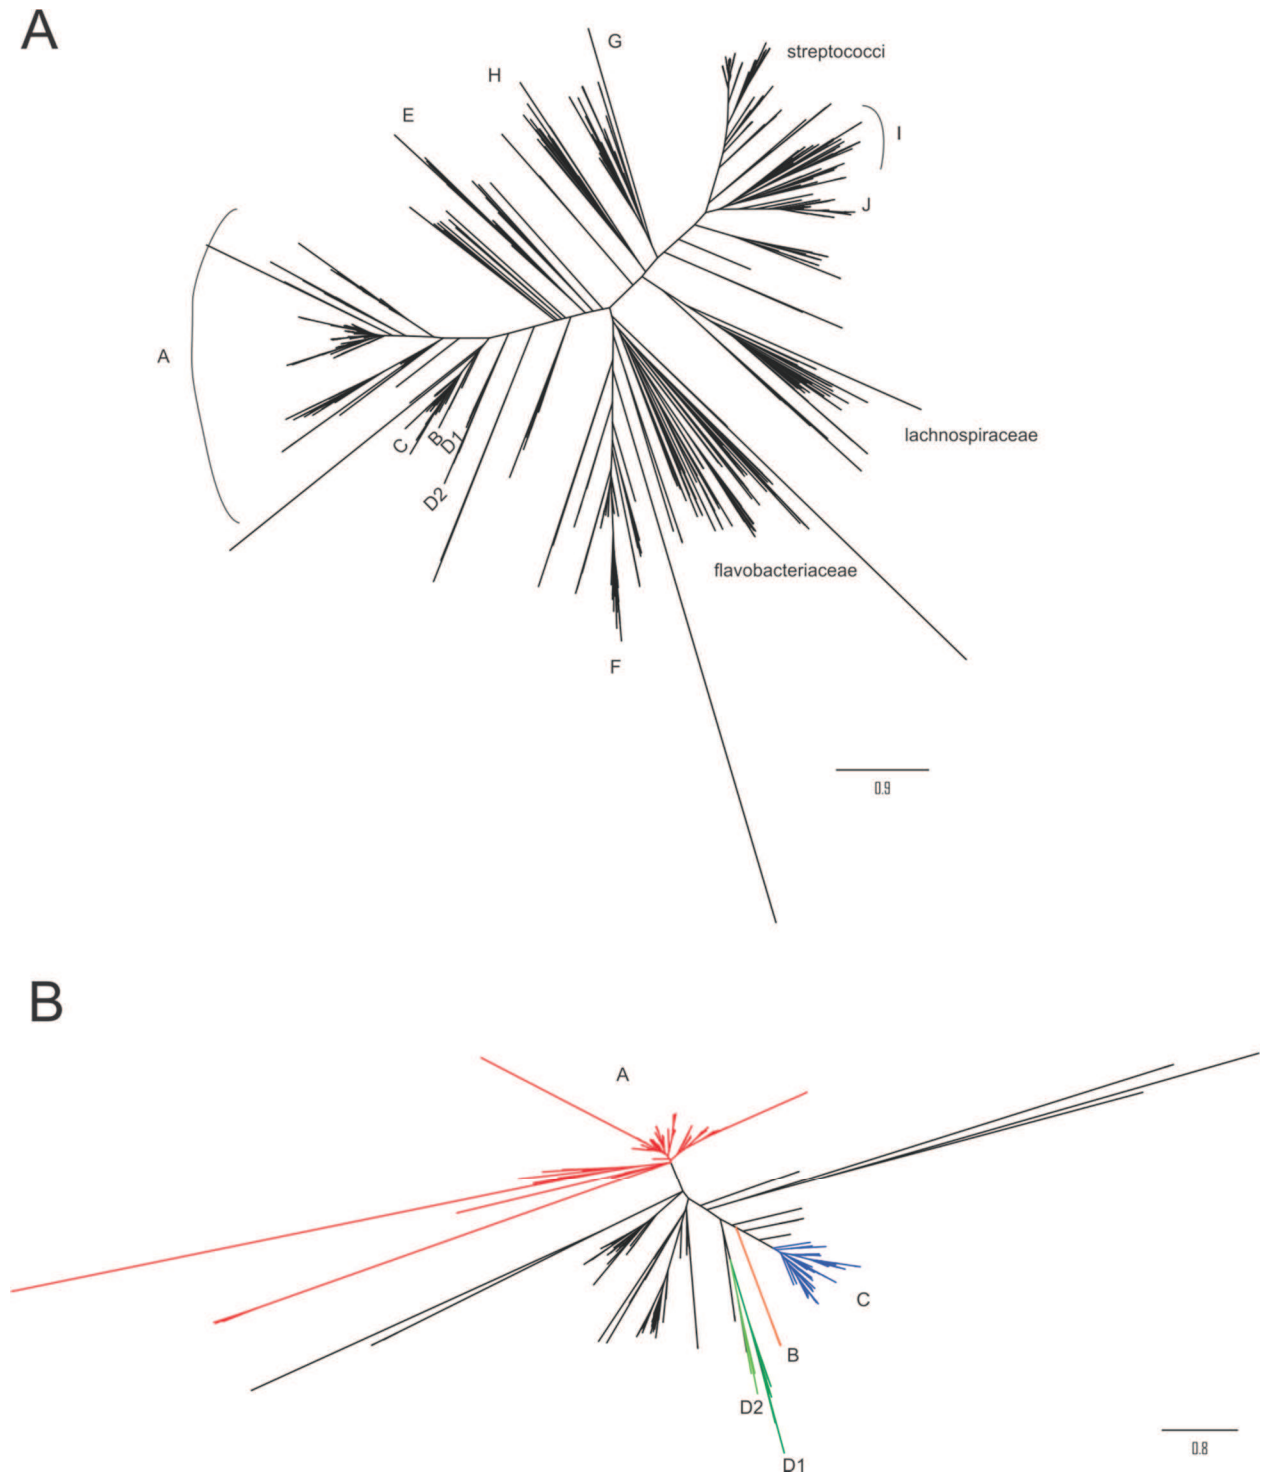 A
G
streptococci
H
E
I
J
A
C
B
D1
D2
lachnospiraceae
flavobacteriaceae
F
0.9
B
A
C
B
D2
D1
0.8